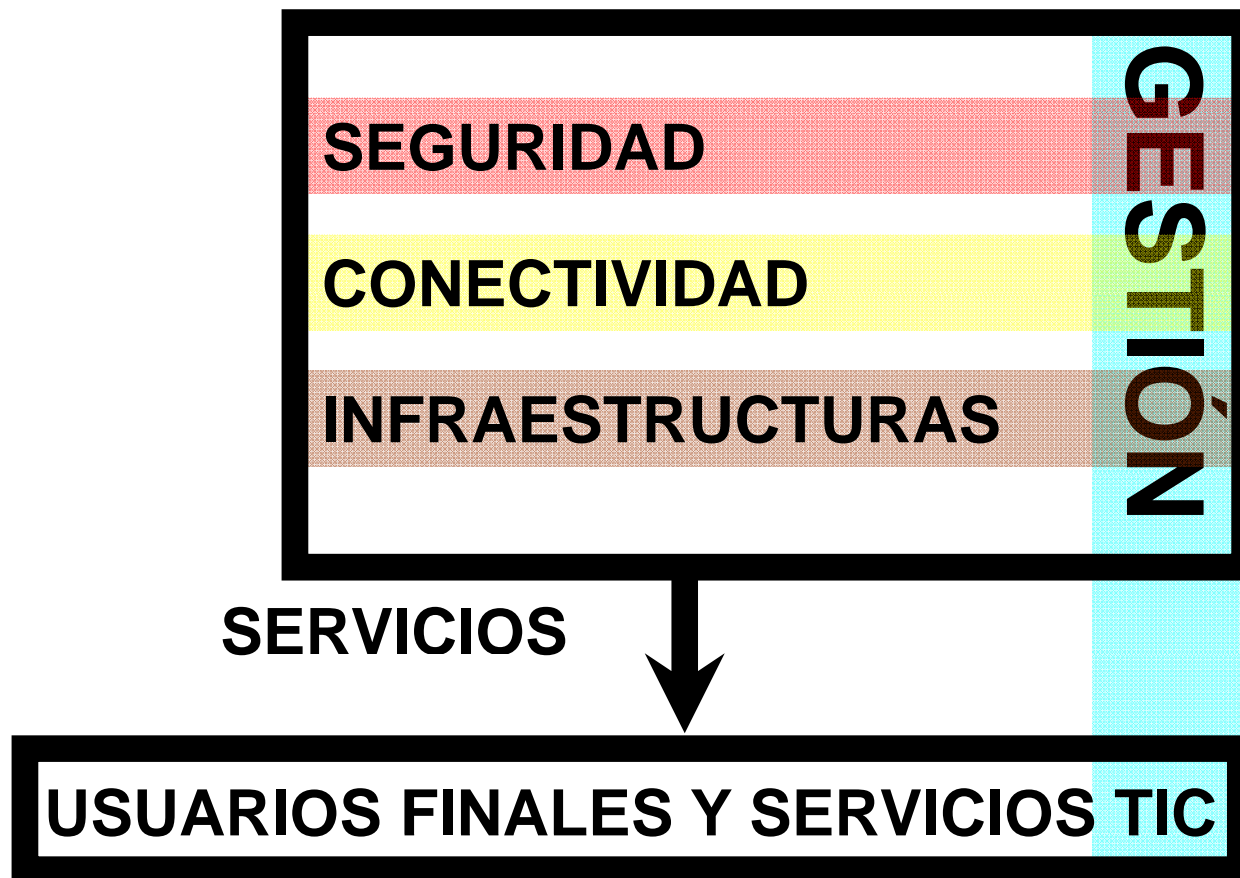 GESTIÓN
SEGURIDAD
CONECTIVIDAD
INFRAESTRUCTURAS
SERVICIOS
USUARIOS FINALES Y SERVICIOS TIC